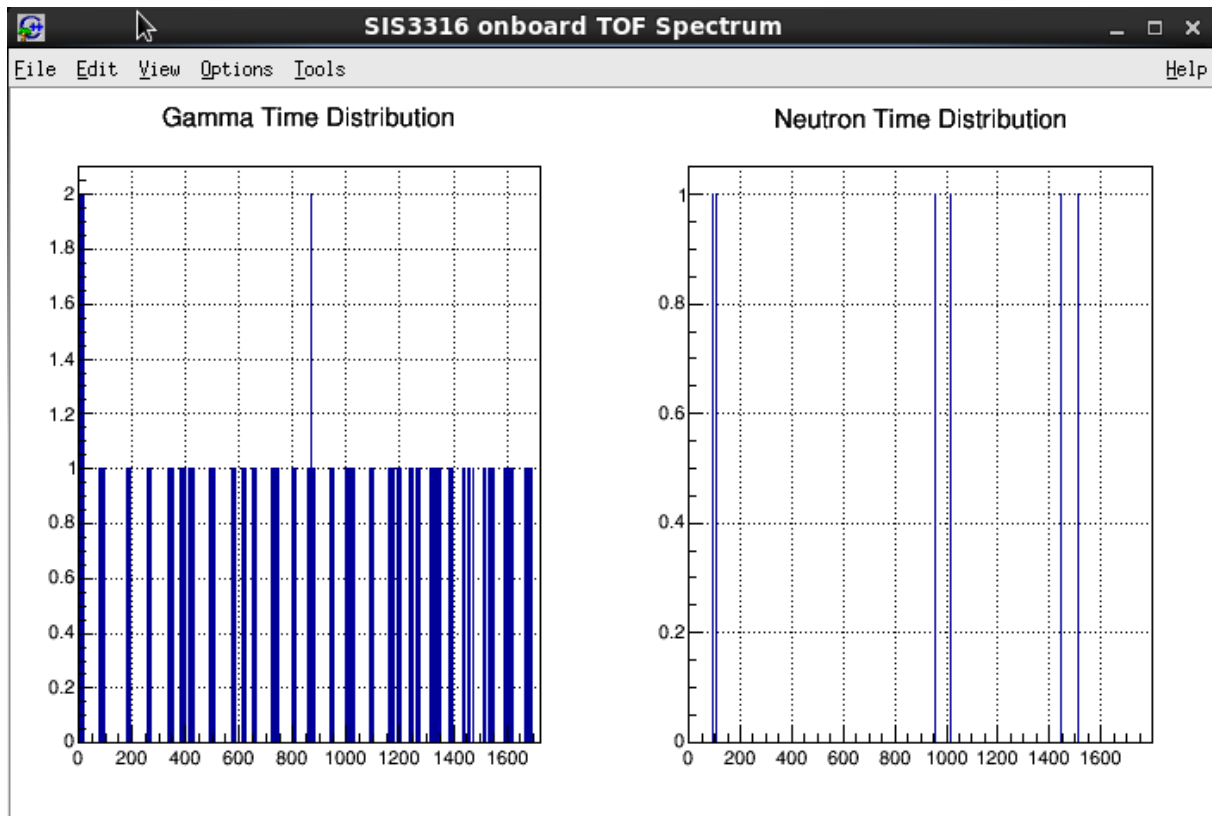 SIS3316 onboard TOF Spectrum
File Edit View Options Tools Help
Gamma Time Distribution
2
1.8
1.6
1.4
1.2
1
0.8
0.6
0.4
0.2
0
0 200 400 600 800 1000 1200 1400 1600
Neutron Time Distribution
1
0.8
0.6
0.4
0.2
0
0 200 400 600 800 1000 1200 1400 1600